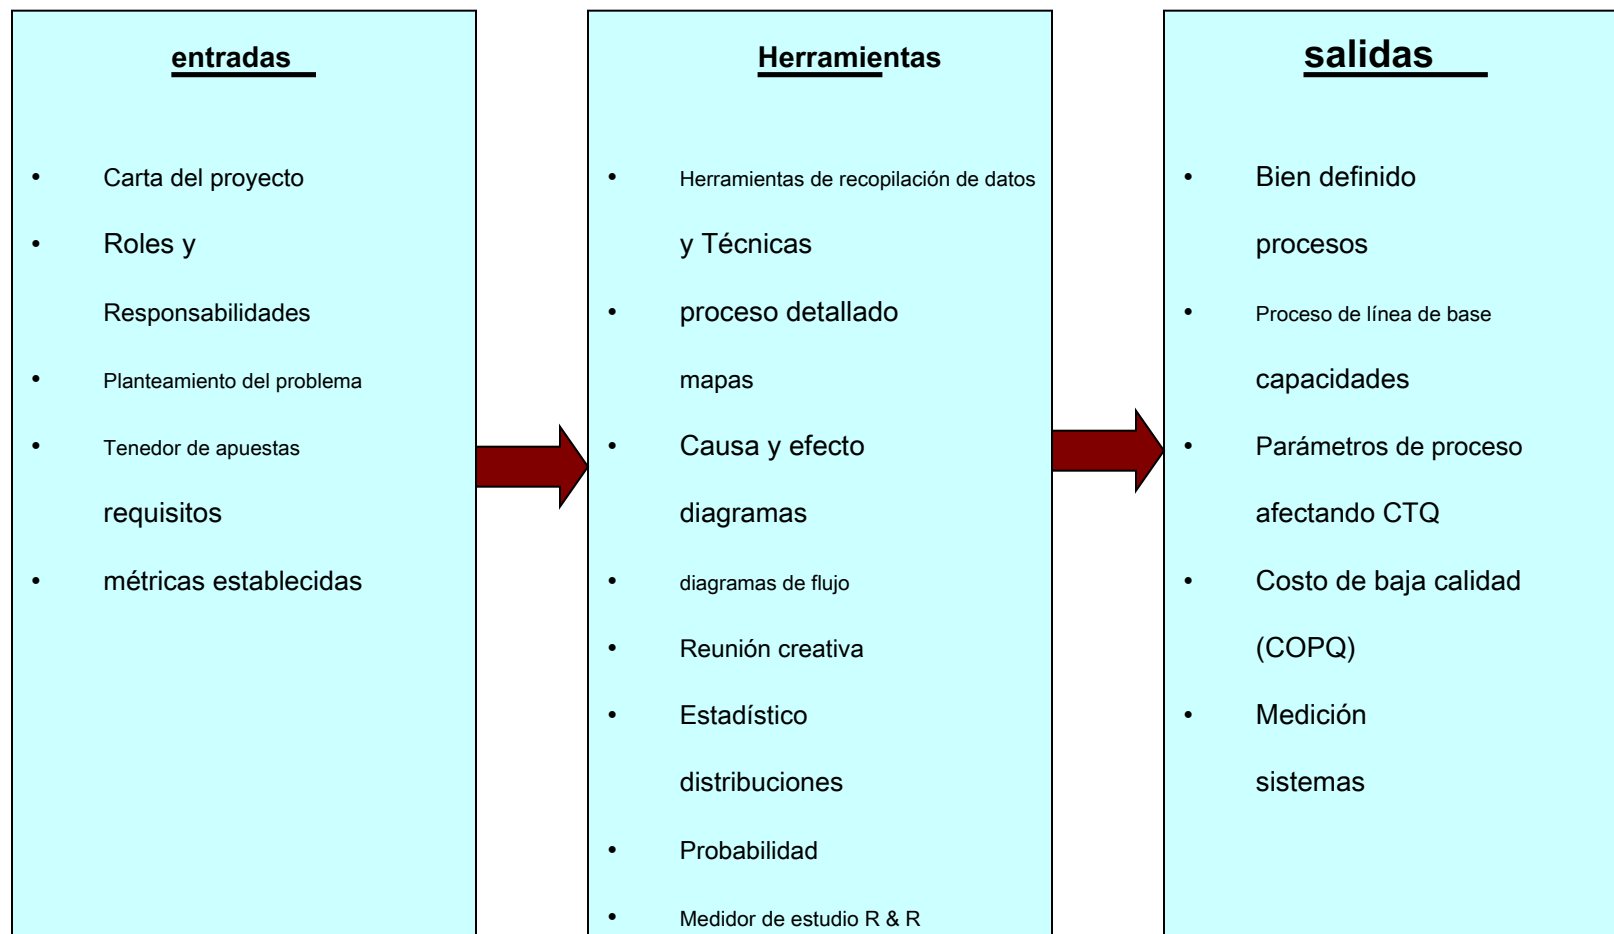 entradas
• Carta del proyecto
• Roles y
Responsabilidades
• Planteamiento del problema
• Tenedor de apuestas
requisitos
• métricas establecidas
Herramientas
• Herramientas de recopilación de datos
y Técnicas
• proceso detallado
mapas
• Causa y efecto
diagramas
• diagramas de flujo
• Reunión creativa
• Estadístico
distribuciones
• Probabilidad
• Medidor de estudio R & R
salidas
• Bien definido
procesos
• Proceso de línea de base
capacidades
• Parámetros de proceso
afectando CTQ
• Costo de baja calidad
(COPQ)
• Medición
sistemas